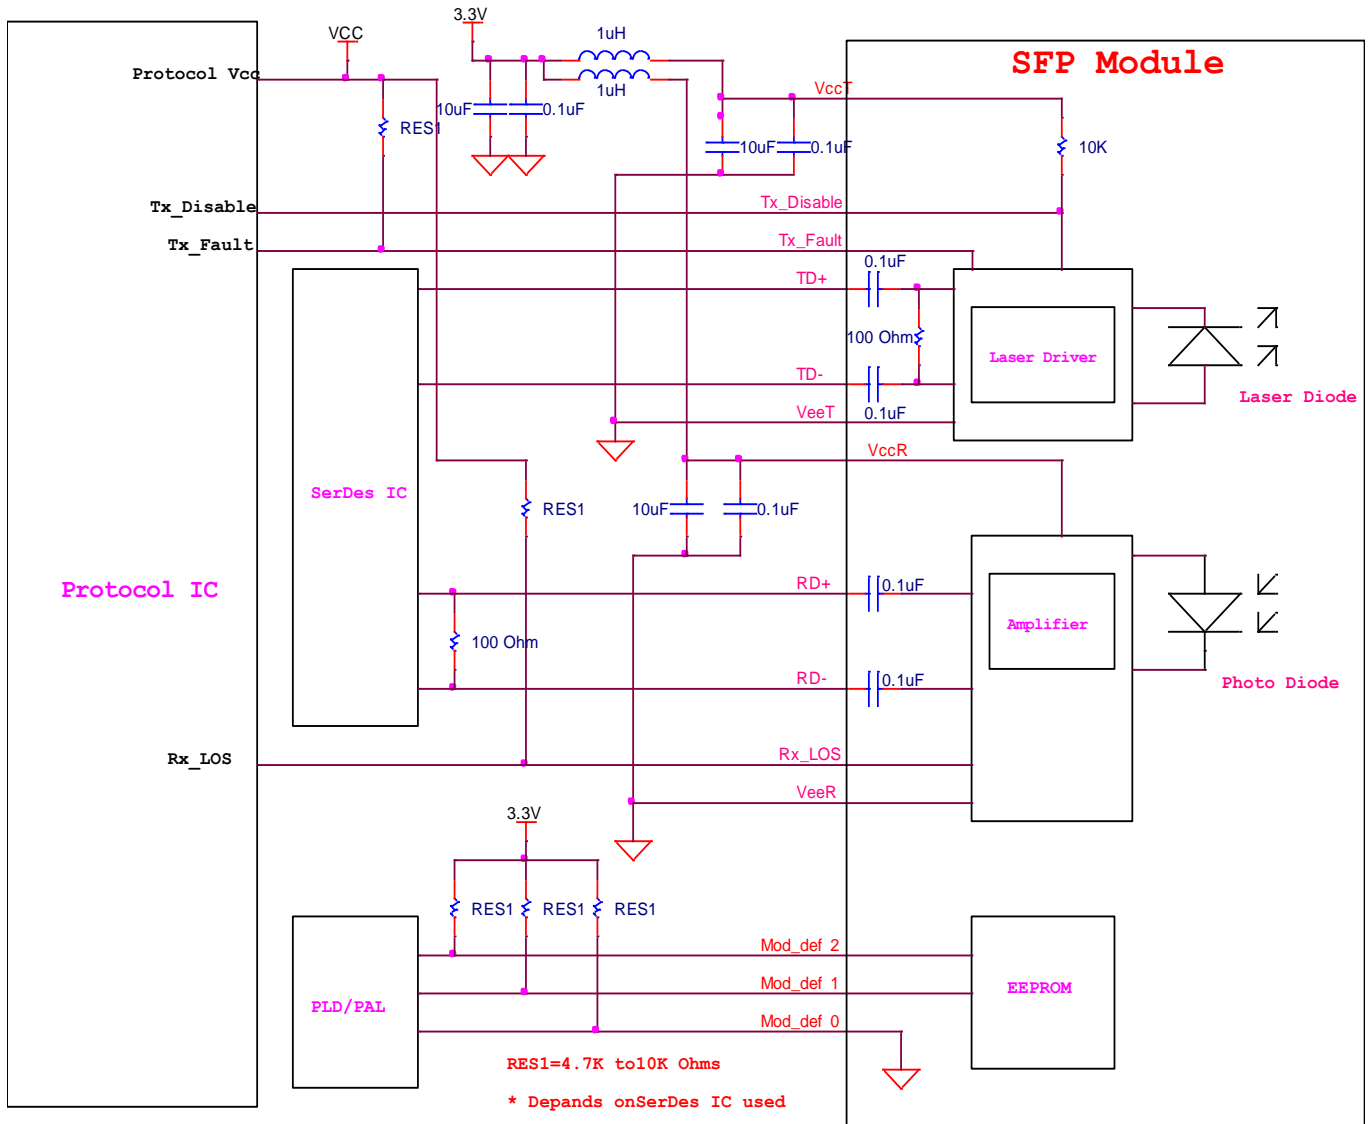 3.3V
VCC
1uH
SFP Module
Protocol Vcc
1uH
VccT
10uF
0.1uF
RES1
10uF
0.1uF
10K
Tx_Disable
Tx_Disable
Tx_Fault
Tx_Fault
0.1uF
TD+
100 Ohm
Laser Driver
TD-
Laser Diode
VeeT
0.1uF
VccR
SerDes IC
RES1
10uF
0.1uF
Protocol IC
RD+
0.1uF
Amplifier
100 Ohm
RD-
0.1uF
Photo Diode
Rx_LOS
Rx_LOS
VeeR
3.3V
RES1
RES1
RES1
Mod_def 2
Mod_def 1
EEPROM
PLD/PAL
Mod_def 0
RES1=4.7K to10K Ohms
* Depands onSerDes IC used